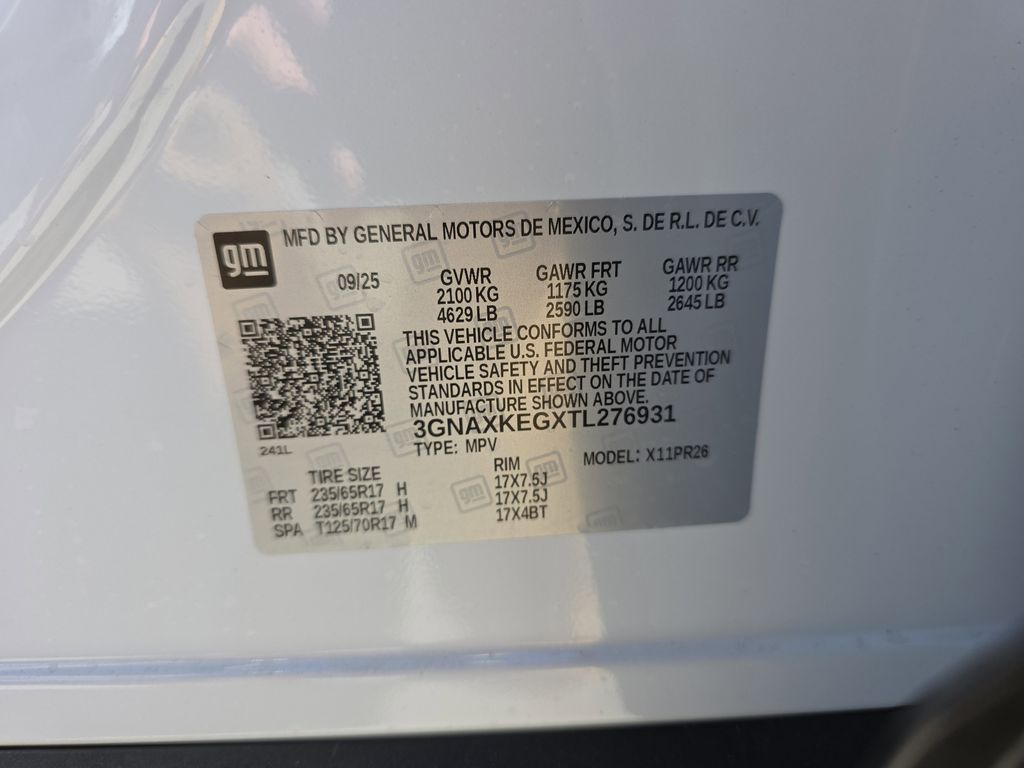 gm
MFD BY GENERAL MOTORS DE MEXICO, S. DE R.L. DE C.V.
09/25
GVWR GAWR FRT GAWR RR
2100 KG 1175 KG 1200 KG
4629 LB 2590 LB 2645 LB
THIS VEHICLE CONFORMS TO ALL
APPLICABLE U.S. FEDERAL MOTOR
VEHICLE SAFETY AND THEFT PREVENTION
STANDARDS IN EFFECT ON THE DATE OF
MANUFACTURE SHOWN ABOVE.
3GNAXKEGXTL276931
241L
TYPE: MPV MODEL: X11PR26
TIRE SIZE RIM
FRT 235/65R17 H 17X7.5J
RR 235/65R17 H 17X7.5J
SPA T125/70R17 M 17X4BT